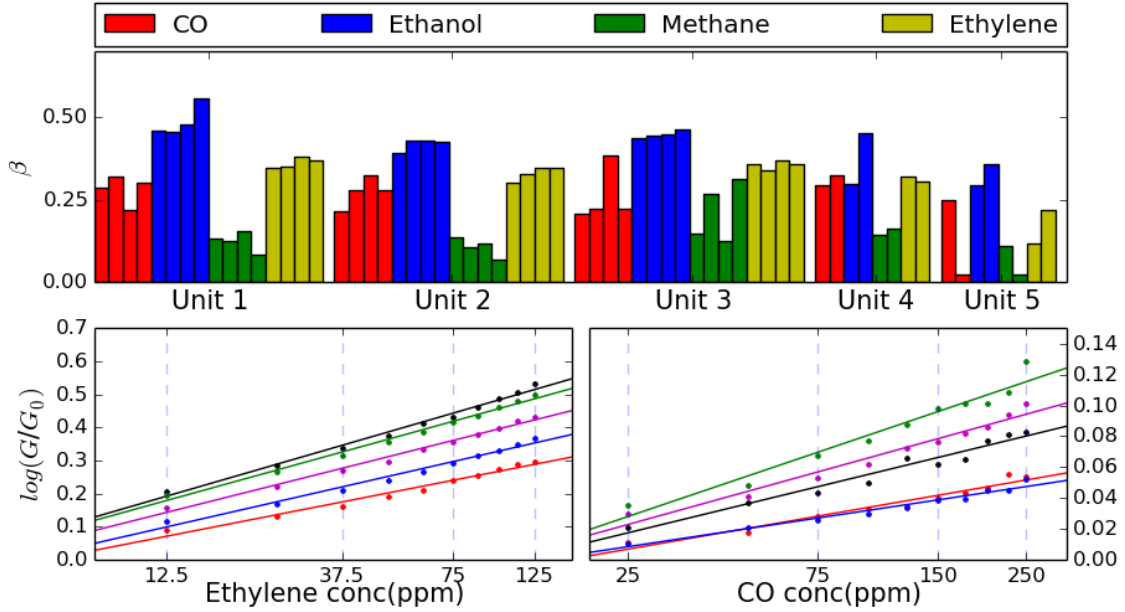 CO Ethanol Methane Ethylene
0.50
0.25
0.00
β
Unit 1 Unit 2 Unit 3 Unit 4 Unit 5
0.7
0.6
0.5
0.4
0.3
0.2
0.1
0.0
log(G/G₀)
12.5 37.5 75 125
Ethylene conc(ppm)
0.14
0.12
0.10
0.08
0.06
0.04
0.02
0.00
25 75 150 250
CO conc(ppm)